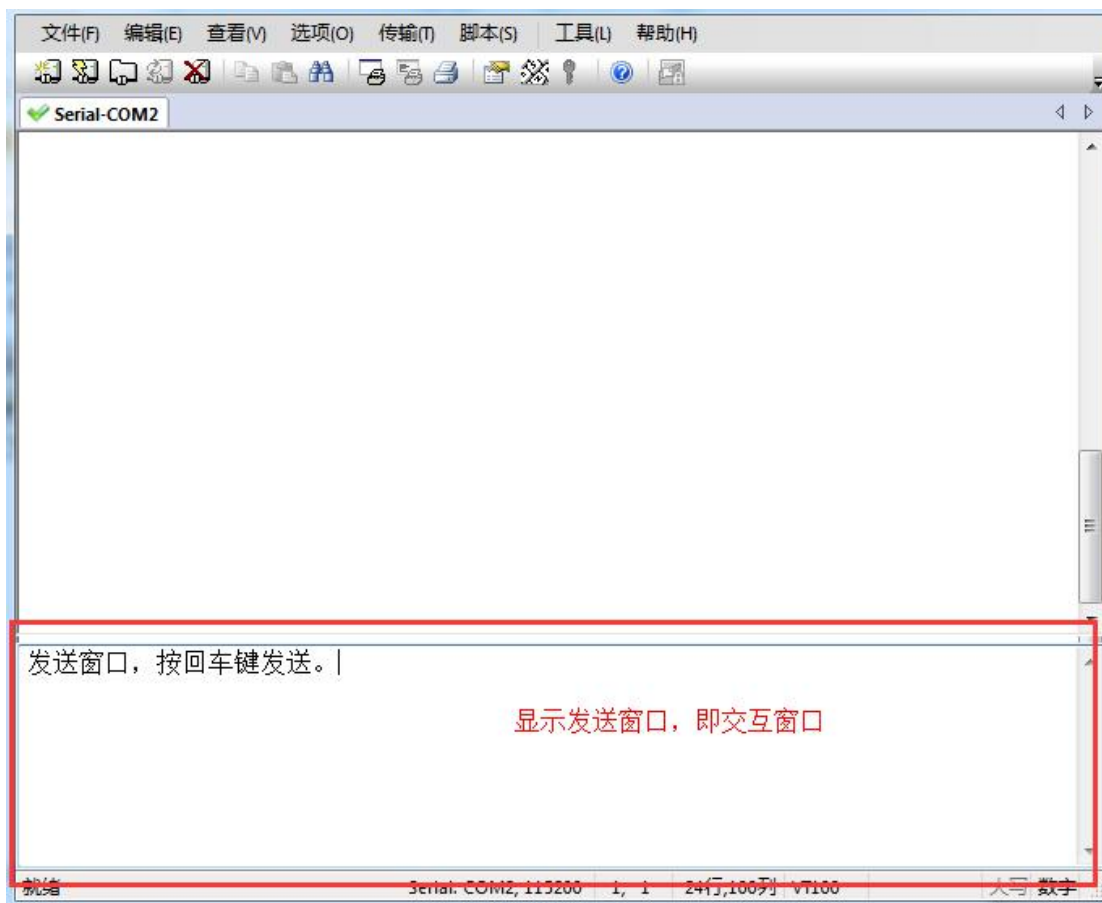 文件(F) 编辑(E) 查看(V) 选项(O) 传输(T) 脚本(S) 工具(L) 帮助(H)
Serial-COM2
发送窗口，按回车键发送。
显示发送窗口，即交互窗口
就绪 Serial: COM2, 115200 1, 1 24行,100列 VT100 大写 数字